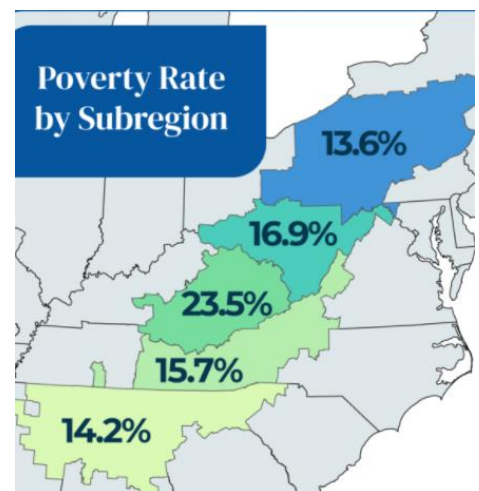 Poverty Rate
by Subregion
13.6%
16.9%
23.5%
15.7%
14.2%